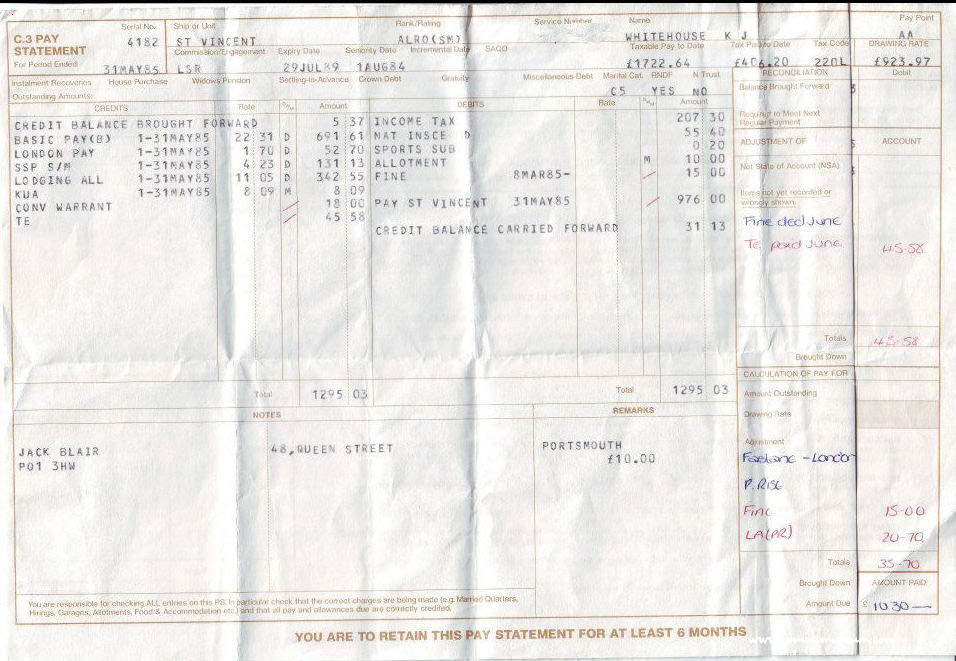 Serial No. Ship or Unit Rank/Rating Service Number Name Pay Point
C.3 PAY STATEMENT 4182 ST VINCENT ALRO(SM) WHITEHOUSE K J AA
Commission/Engagement Expiry Date Seniority Date Incremental Date SAQD Taxable Pay to Date Tax Paid to Date Tax Code DRAWING RATE
For Period Ended: 31MAY85 LSR 29JUL89 1AUG84 £1722.64 £406.20 220L £923.97
Instalment Recoveries House Purchase Widows Pension Settling-in-Advance Crown Debt Gratuity Miscellaneous Debt Marital Cat. RNDF N Trust RECONCILIATION Debit
Outstanding Amounts: C5 YES NO Balance Brought Forward
CREDITS Rate Amount DEBITS Rate Amount
CREDIT BALANCE BROUGHT FORWARD 5 37 INCOME TAX 207 30 Required to Meet Next Regular Payment
BASIC PAY(B) 1-31MAY85 22 31 D 691 61 NAT INSCE D 55 40
LONDON PAY 1-31MAY85 1 70 D 52 70 SPORTS SUB 0 20 ADJUSTMENT OF ACCOUNT
SSP S/M 1-31MAY85 4 23 D 131 13 ALLOTMENT M 10 00
LODGING ALL 1-31MAY85 11 05 D 342 55 FINE 8MAR85- 15 00 Net State of Account (NSA)
KUA 1-31MAY85 8 09 M 8 09
CONV WARRANT 18 00 PAY ST VINCENT 31MAY85 976 00 Items not yet recorded or wrongly shown.
TE 45 58 Fine ded June
CREDIT BALANCE CARRIED FORWARD 31 13
TE paid June 45-58
Totals 45-58
Brought Down
CALCULATION OF PAY FOR
Total 1295 03 Total 1295 03 Amount Outstanding
NOTES REMARKS Drawing Rate
Adjustment
JACK BLAIR 48,QUEEN STREET PORTSMOUTH
PO1 3HW £10.00 Faslane - London
P.RISE
Fine 15-00
LA(PR) 20-70
Totals 35-70
Brought Down AMOUNT PAID
Amount Due £ 1030—
You are responsible for checking ALL entries on this PS. In particular check that the correct charges are being made (e.g. Married Quarters,
Hirings, Garages, Allotments, Food & Accommodation etc.) and that all pay and allowances due are correctly credited.
YOU ARE TO RETAIN THIS PAY STATEMENT FOR AT LEAST 6 MONTHS